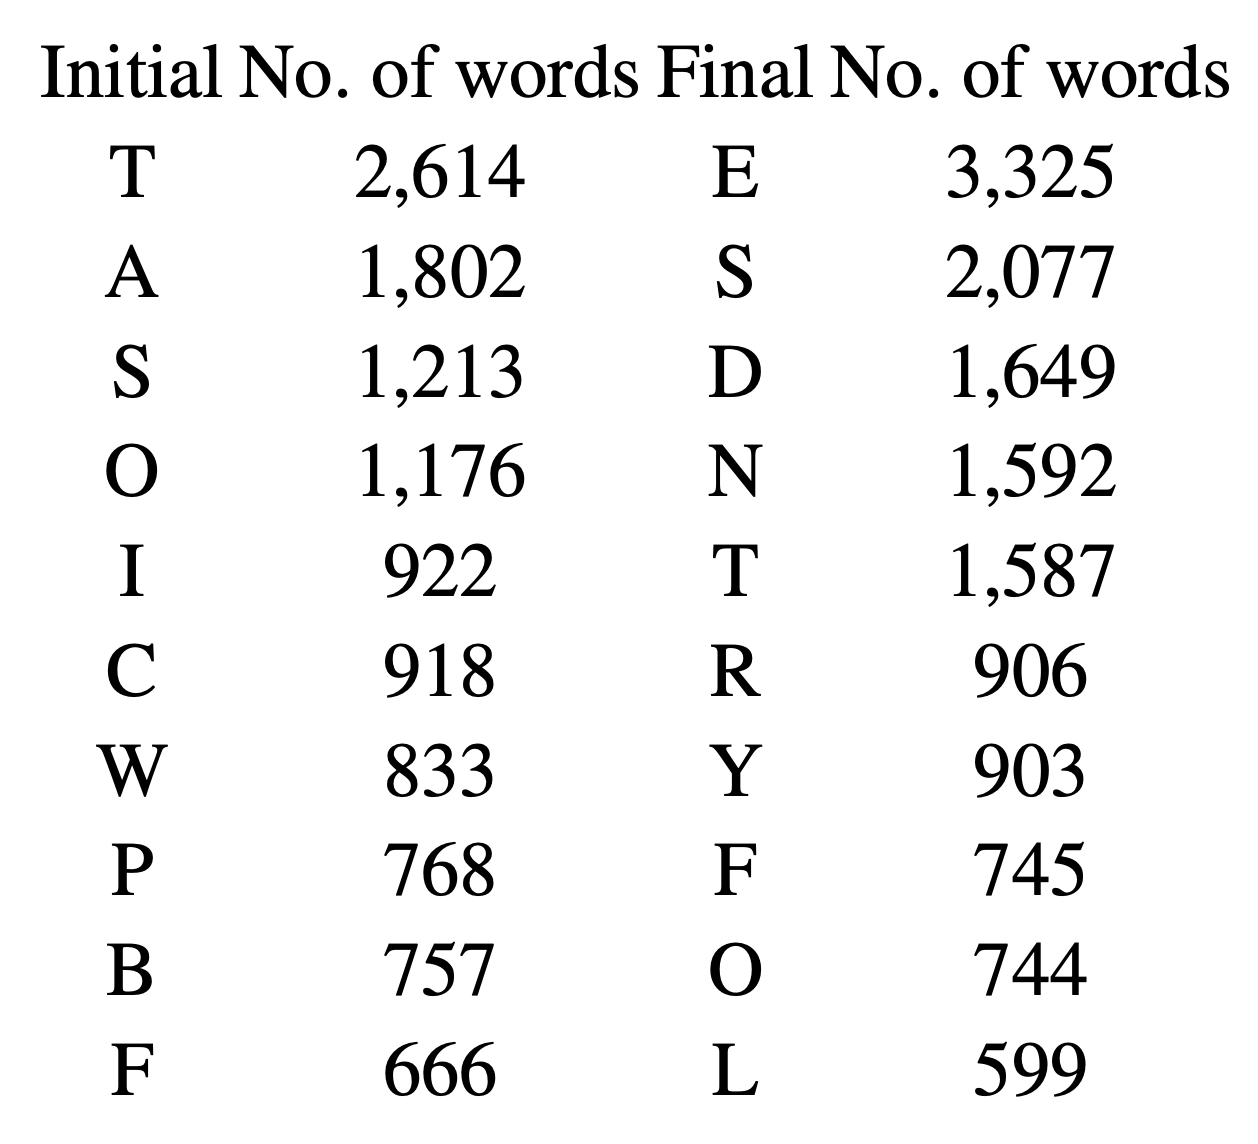 Initial No. of words Final No. of words
T 2,614 E 3,325
A 1,802 S 2,077
S 1,213 D 1,649
O 1,176 N 1,592
I 922 T 1,587
C 918 R 906
W 833 Y 903
P 768 F 745
B 757 O 744
F 666 L 599